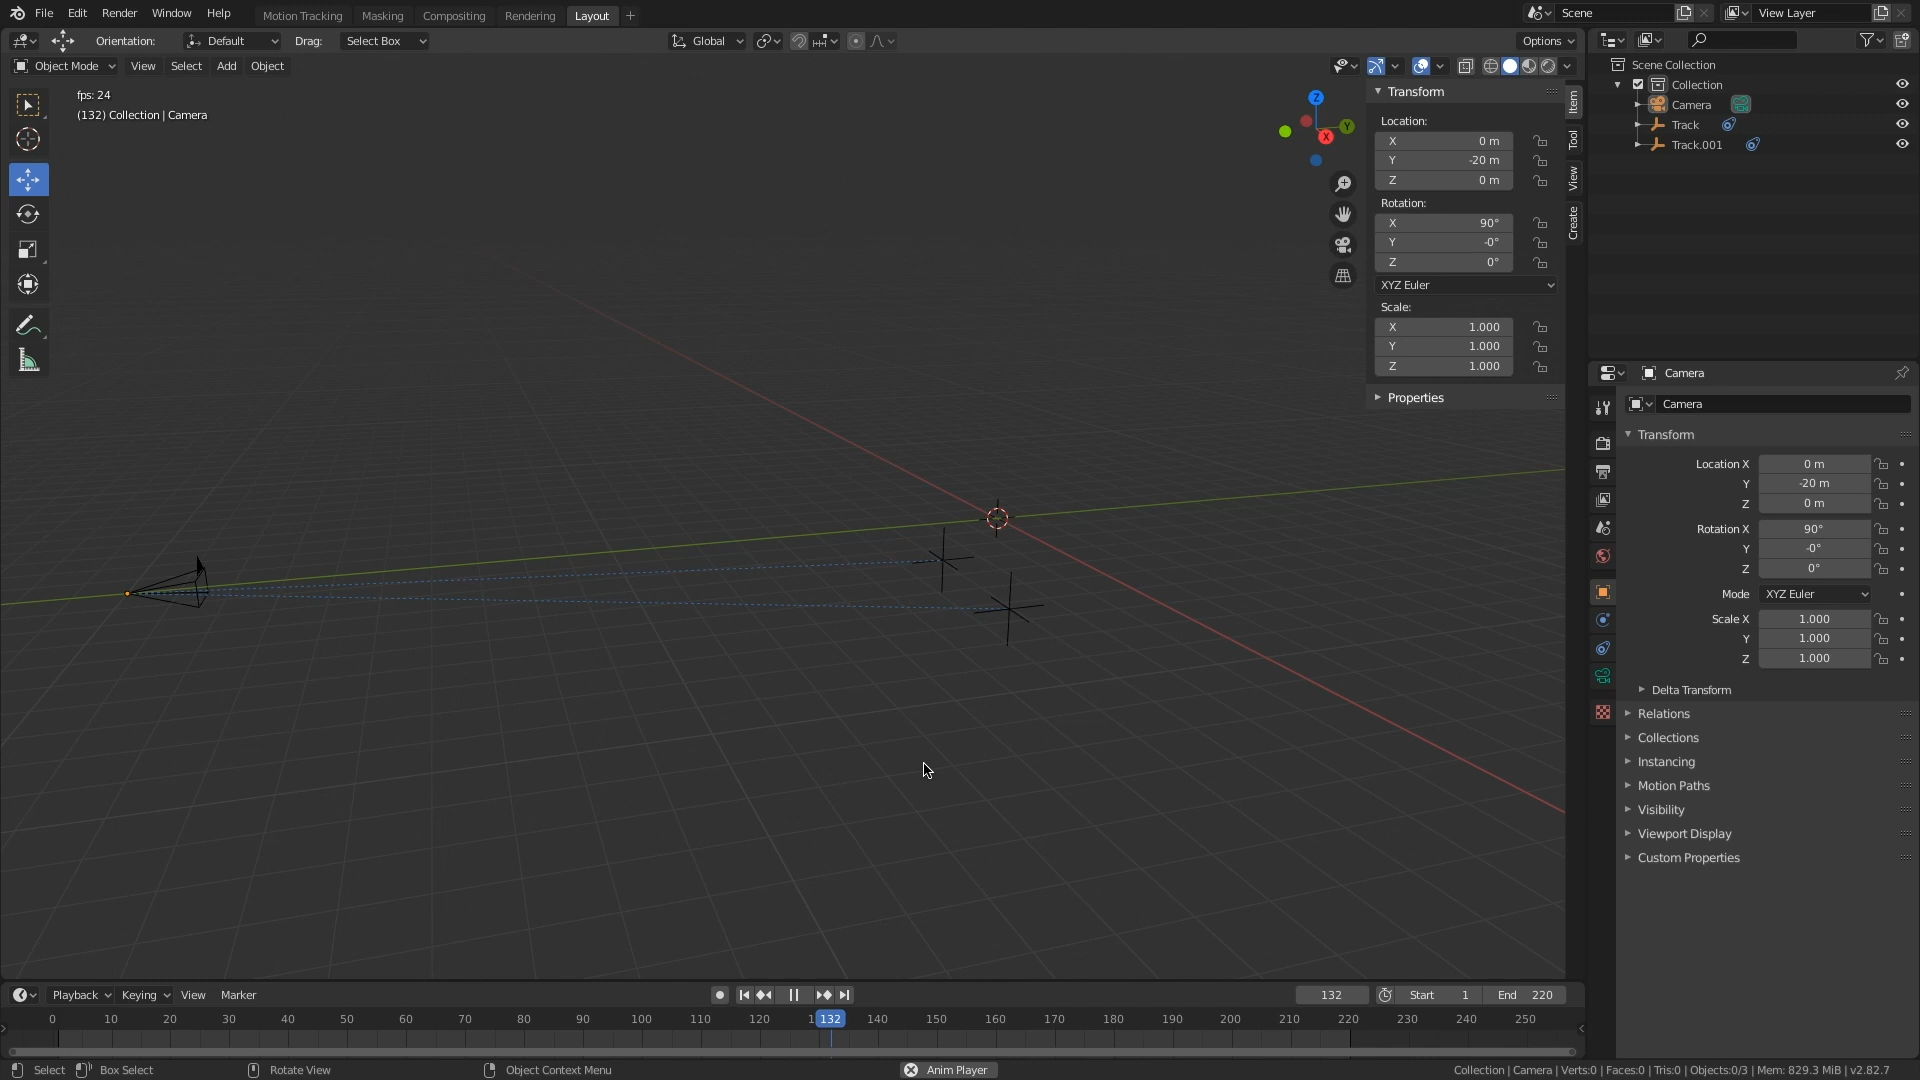 File Edit Render Window Help Motion Tracking Masking Compositing Rendering Layout + Scene View Layer
Orientation: Default Drag: Select Box Global Options
Object Mode View Select Add Object
fps: 24
(132) Collection | Camera
Z
Y
X
Transform
Location:
X 0 m
Y -20 m
Z 0 m
Rotation:
X 90°
Y -0°
Z 0°
XYZ Euler
Scale:
X 1.000
Y 1.000
Z 1.000
Properties
Item
Tool
View
Create
Scene Collection
Collection
Camera
Track
Track.001
Camera
Camera
Transform
Location X 0 m
Y -20 m
Z 0 m
Rotation X 90°
Y -0°
Z 0°
Mode XYZ Euler
Scale X 1.000
Y 1.000
Z 1.000
Delta Transform
Relations
Collections
Instancing
Motion Paths
Visibility
Viewport Display
Custom Properties
Playback Keying View Marker 132 Start 1 End 220
0 10 20 30 40 50 60 70 80 90 100 110 120 132 140 150 160 170 180 190 200 210 220 230 240 250
Select Box Select Rotate View Object Context Menu Anim Player Collection | Camera | Verts:0 | Faces:0 | Tris:0 | Objects:0/3 | Mem: 829.3 MiB | v2.82.7